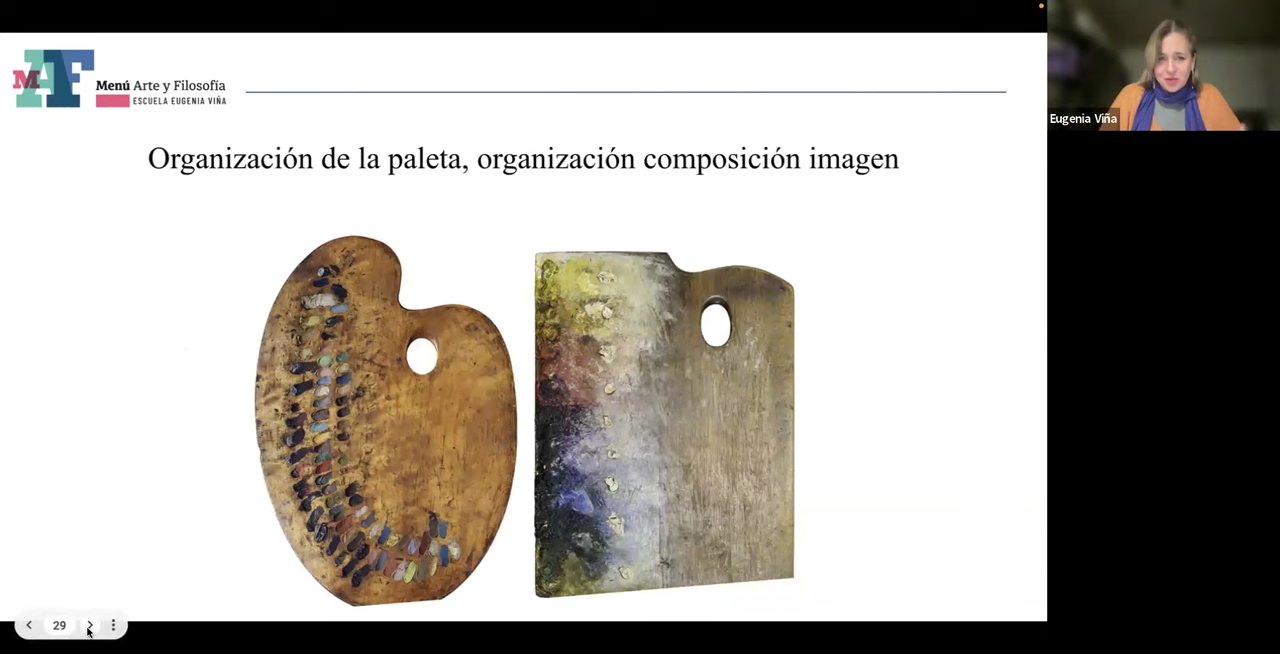 MAF
Menú Arte y Filosofía
ESCUELA EUGENIA VIÑA
Eugenia Viña
Organización de la paleta, organización composición imagen
29